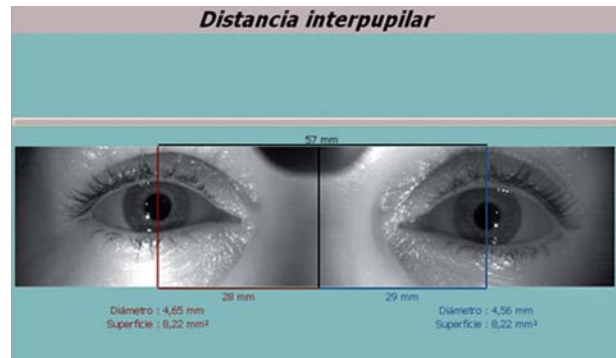 Distancia interpupilar
57 mm
28 mm
29 mm
Diámetro : 4,65 mm
Superficie : 8,22 mm²
Diámetro : 4,56 mm
Superficie : 8,22 mm²